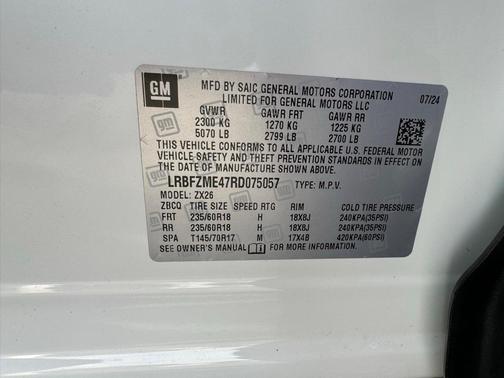 GM
MFD BY SAIC GENERAL MOTORS CORPORATION 07/24
LIMITED FOR GENERAL MOTORS LLC
GVWR GAWR FRT GAWR RR
2300 KG 1270 KG 1225 KG
5070 LB 2799 LB 2700 LB
THIS VEHICLE CONFORMS TO ALL APPLICABLE U.S. FEDERAL MOTOR
VEHICLE SAFETY, BUMPER, AND THEFT PREVENTION STANDARDS IN EFFECT ON THE DATE
OF MANUFACTURE SHOWN ABOVE.
LRBFZME47RD075057 TYPE: M.P.V.
MODEL: ZX26
ZBCQ TIRE SIZE SPEED RTG RIM COLD TIRE PRESSURE
FRT 235/60R18 H 18X8J 240KPA(35PSI)
RR 235/60R18 H 18X8J 240KPA(35PSI)
SPA T145/70R17 M 17X4B 420KPA(60PSI)
SEE OWNER'S MANUAL FOR MORE INFORMATION.